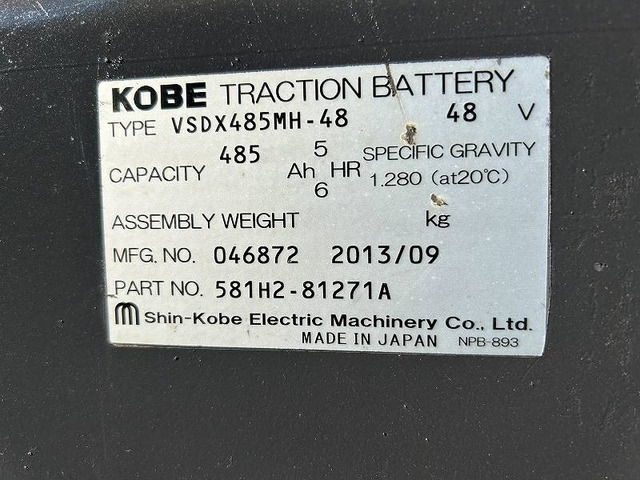 KOBE TRACTION BATTERY
TYPE VSDX485MH-48 48 V
CAPACITY 485 Ah 5 HR SPECIFIC GRAVITY
6 1.280 (at20℃)
ASSEMBLY WEIGHT kg
MFG. NO. 046872 2013/09
PART NO. 581H2-81271A
m Shin-Kobe Electric Machinery Co., Ltd.
MADE IN JAPAN NPB-893